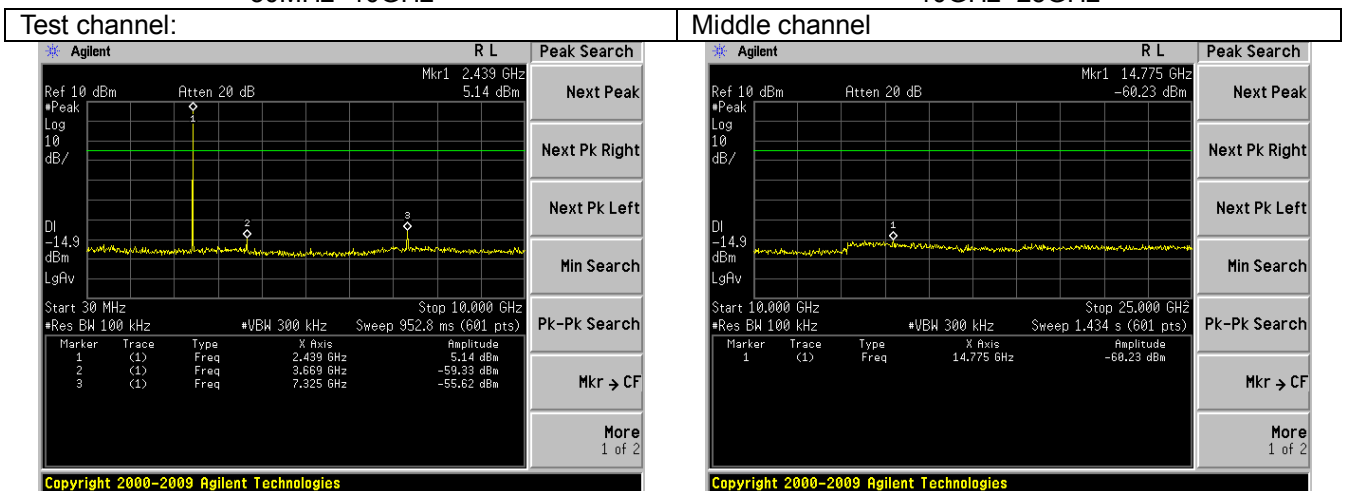 Test channel: Middle channel
Agilent R L Peak Search
Mkr1 2.439 GHz
Ref 10 dBm Atten 20 dB 5.14 dBm
#Peak
Log
10
dB/
1
2
3
DI
-14.9
dBm
LgAv
Start 30 MHz Stop 10.000 GHz
#Res BW 100 kHz #VBW 300 kHz Sweep 952.8 ms (601 pts)
Marker Trace Type X Axis Amplitude
1 (1) Freq 2.439 GHz 5.14 dBm
2 (1) Freq 3.669 GHz -59.33 dBm
3 (1) Freq 7.325 GHz -55.62 dBm
Next Peak
Next Pk Right
Next Pk Left
Min Search
Pk-Pk Search
Mkr → CF
More
1 of 2
Copyright 2000-2009 Agilent Technologies
Agilent R L Peak Search
Mkr1 14.775 GHz
Ref 10 dBm Atten 20 dB -60.23 dBm
#Peak
Log
10
dB/
1
DI
-14.9
dBm
LgAv
Start 10.000 GHz Stop 25.000 GHz
#Res BW 100 kHz #VBW 300 kHz Sweep 1.434 s (601 pts)
Marker Trace Type X Axis Amplitude
1 (1) Freq 14.775 GHz -60.23 dBm
Next Peak
Next Pk Right
Next Pk Left
Min Search
Pk-Pk Search
Mkr → CF
More
1 of 2
Copyright 2000-2009 Agilent Technologies